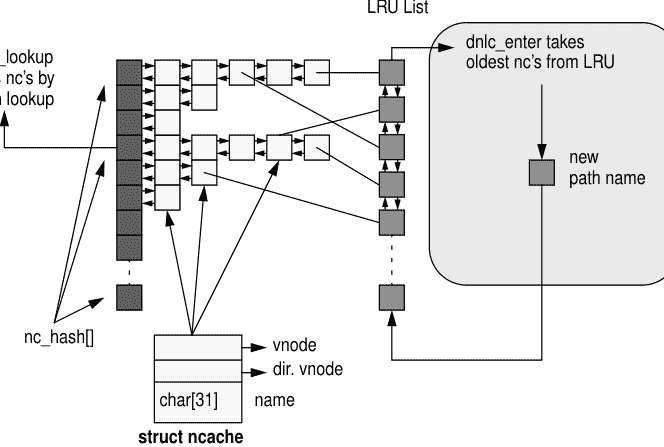 LRU List
_lookup
nc's by
lookup
dnlc_enter takes
oldest nc's from LRU
new
path name
nc_hash[]
vnode
dir. vnode
char[31]
name
struct ncache